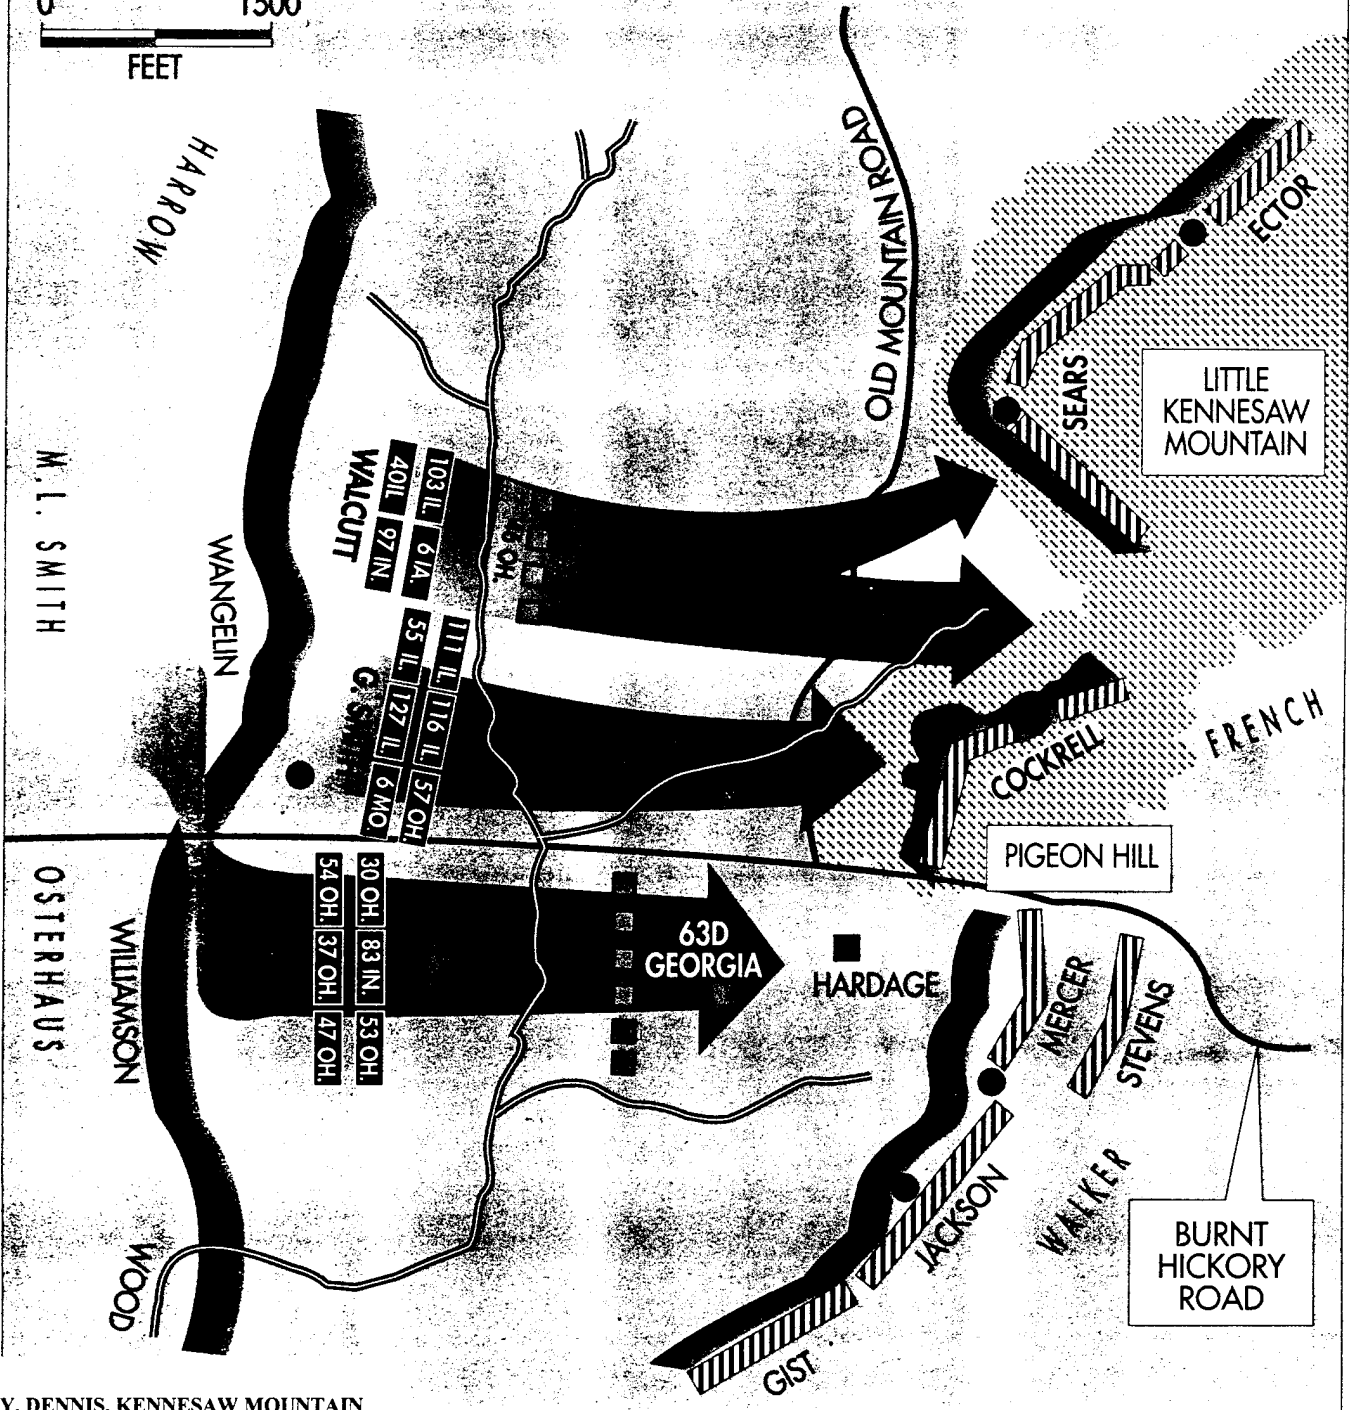 0 1500
FEET
HARROW
OLD MOUNTAIN ROAD
ECTOR
SEARS
LITTLE
KENNESAW
MOUNTAIN
M.L. SMITH
WANGELIN
WALCUTT
103 IL. 6 IA.
40IL 97 IN.
OH.
111 IL. 116 IL. 57 OH.
55 IL. 127 IL. 6 MO.
G.
FRENCH
COCKRELL
PIGEON HILL
OSTERHAUS
WILLIAMSON
30 OH. 83 IN. 53 OH.
54 OH. 37 OH. 47 OH.
63D
GEORGIA
HARDAGE
MERCER
STEVENS
JACKSON
WALKER
BURNT
HICKORY
ROAD
WOOD
GIST
Y, DENNIS, KENNESAW MOUNTAIN